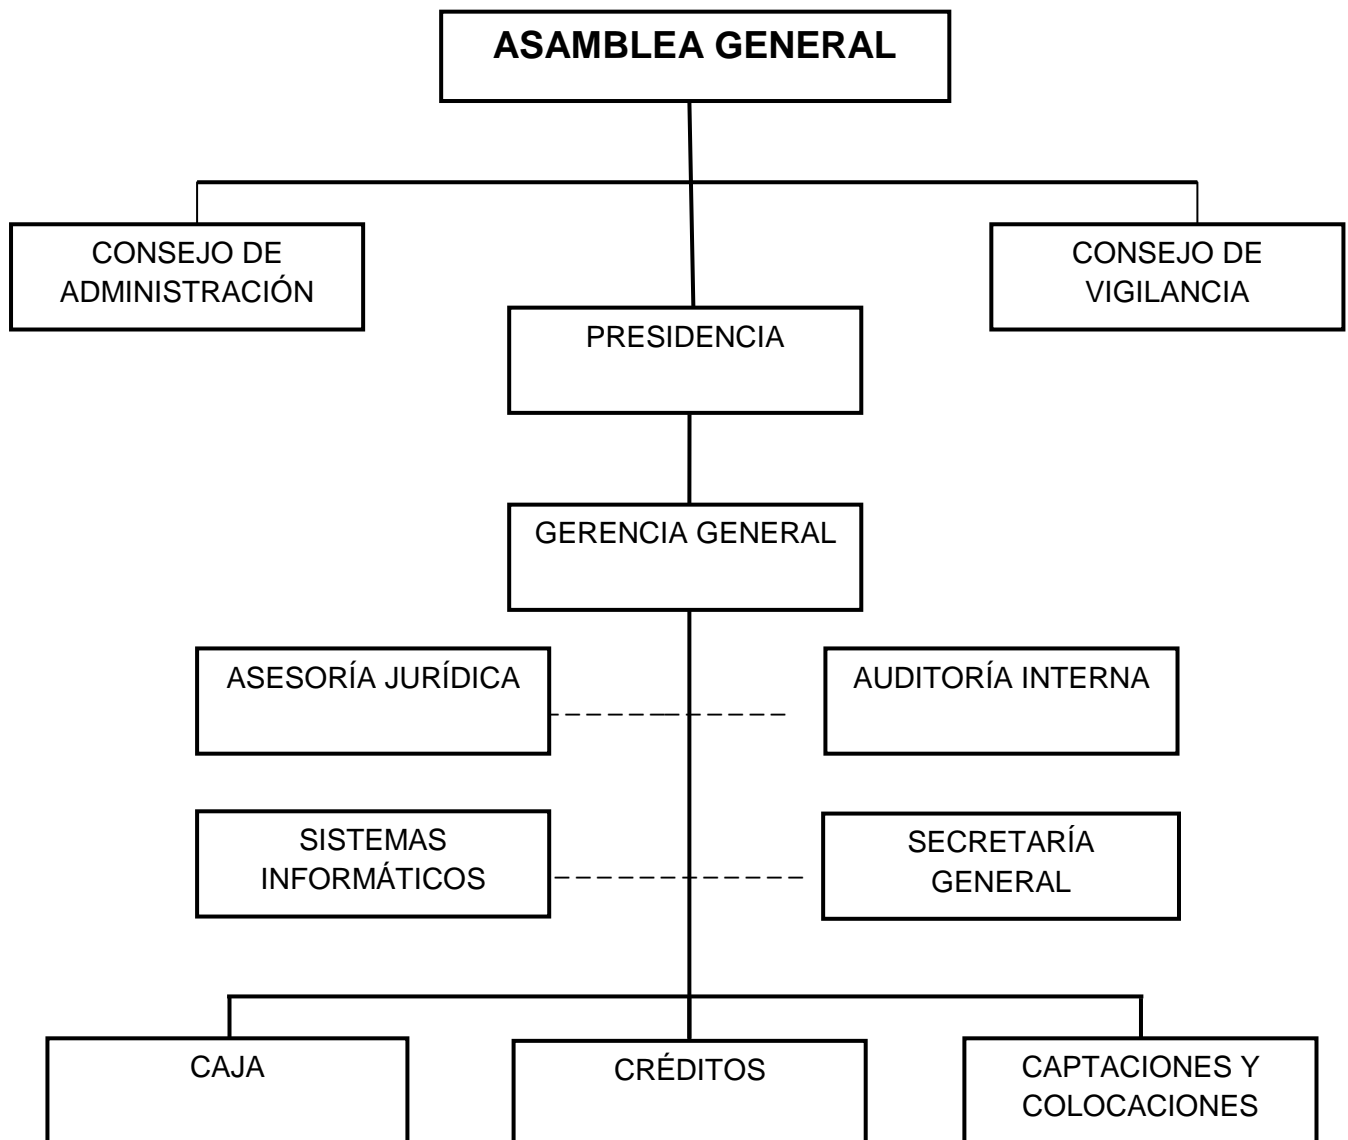 ASAMBLEA GENERAL
CONSEJO DE
ADMINISTRACIÓN
CONSEJO DE
VIGILANCIA
PRESIDENCIA
GERENCIA GENERAL
ASESORÍA JURÍDICA
AUDITORÍA INTERNA
SISTEMAS
INFORMÁTICOS
SECRETARÍA
GENERAL
CAJA
CRÉDITOS
CAPTACIONES Y
COLOCACIONES